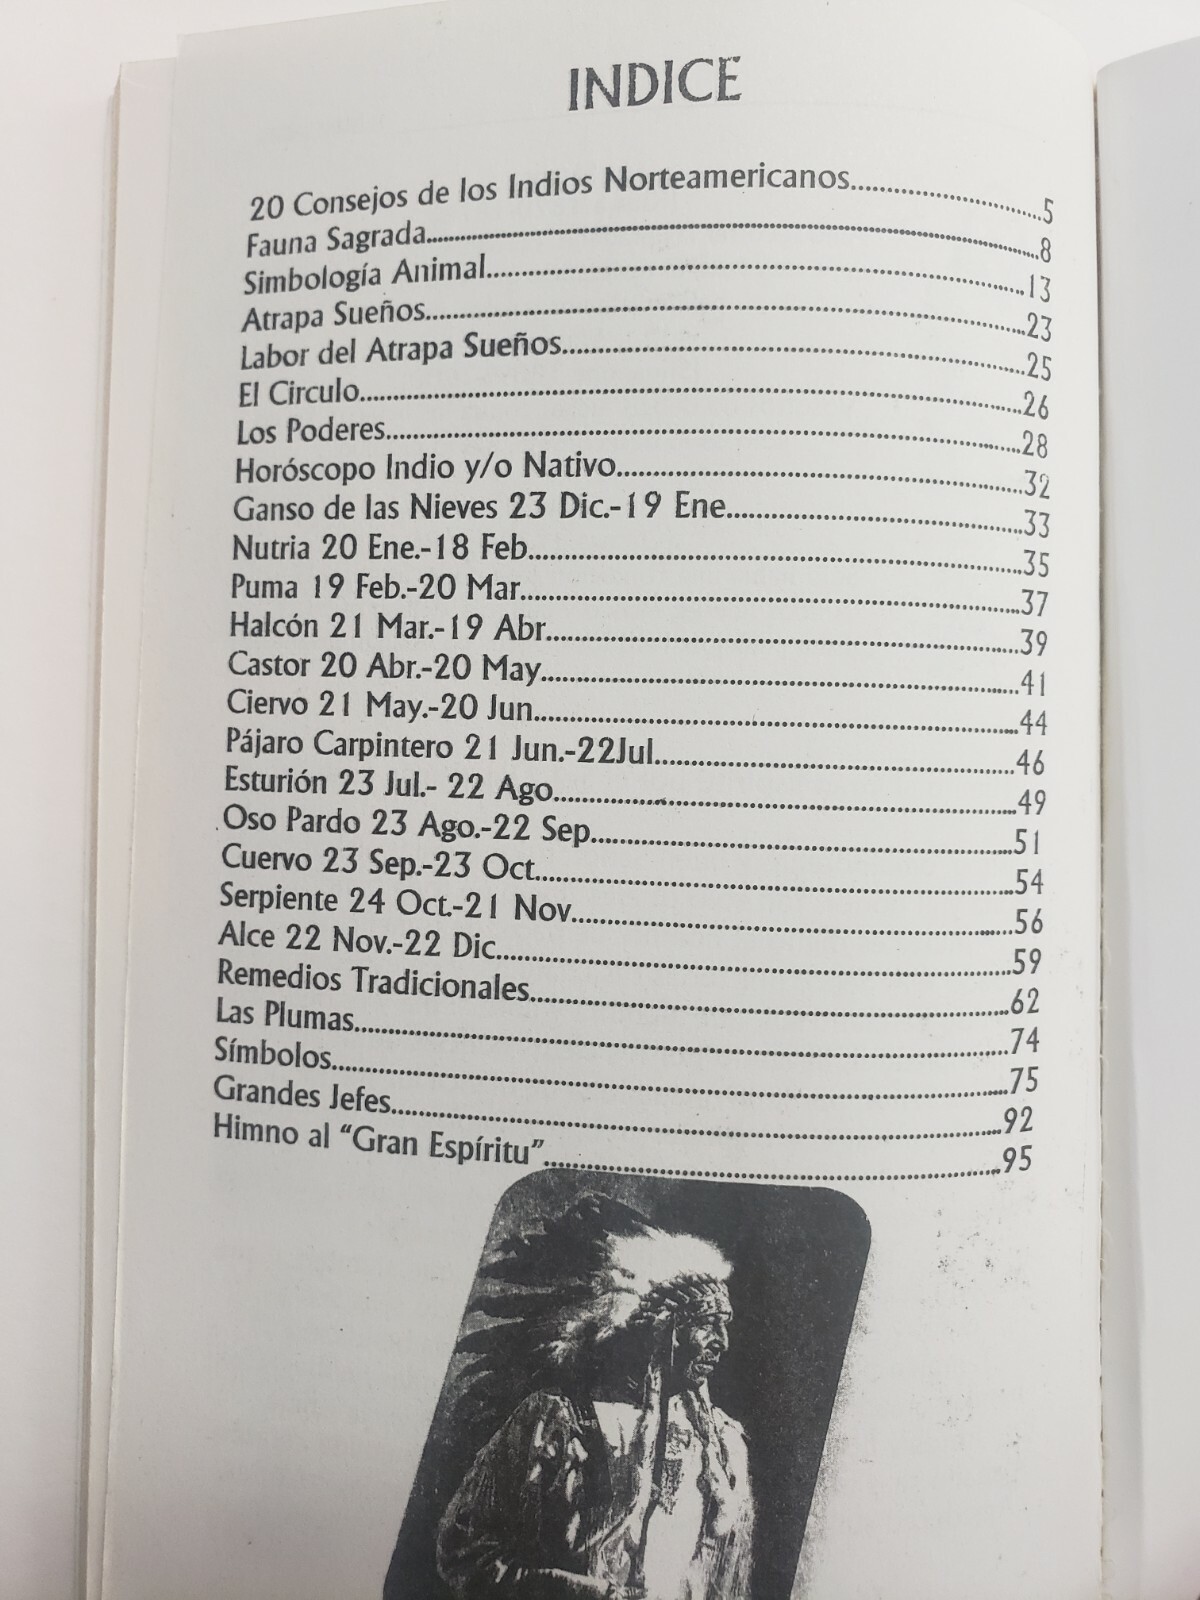 INDICE
20 Consejos de los Indios Norteamericanos..........5
Fauna Sagrada..........8
Simbología Animal..........13
Atrapa Sueños..........23
Labor del Atrapa Sueños..........25
El Circulo..........26
Los Poderes..........28
Horóscopo Indio y/o Nativo..........32
Ganso de las Nieves 23 Dic.-19 Ene..........33
Nutria 20 Ene.-18 Feb..........35
Puma 19 Feb.-20 Mar..........37
Halcón 21 Mar.-19 Abr..........39
Castor 20 Abr.-20 May..........41
Ciervo 21 May.-20 Jun..........44
Pájaro Carpintero 21 Jun.-22Jul..........46
Esturión 23 Jul.- 22 Ago..........49
Oso Pardo 23 Ago.-22 Sep..........51
Cuervo 23 Sep.-23 Oct..........54
Serpiente 24 Oct.-21 Nov..........56
Alce 22 Nov.-22 Dic..........59
Remedios Tradicionales..........62
Las Plumas..........74
Símbolos..........75
Grandes Jefes..........92
Himno al “Gran Espíritu”..........95